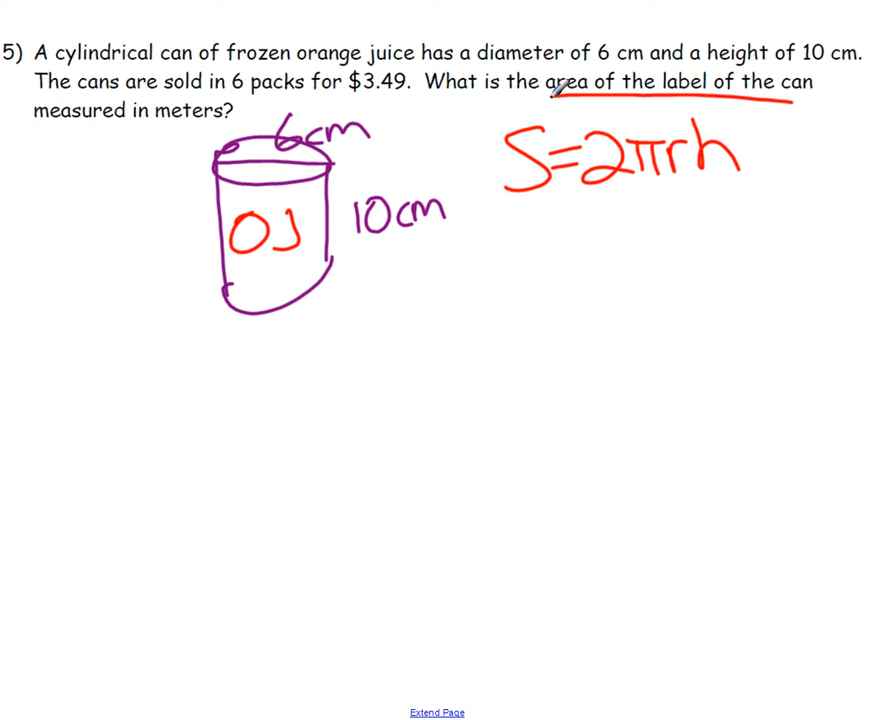 5) A cylindrical can of frozen orange juice has a diameter of 6 cm and a height of 10 cm.
The cans are sold in 6 packs for $3.49. What is the area of the label of the can
measured in meters?
6cm
S=2πrh
10cm
OJ
Extend Page